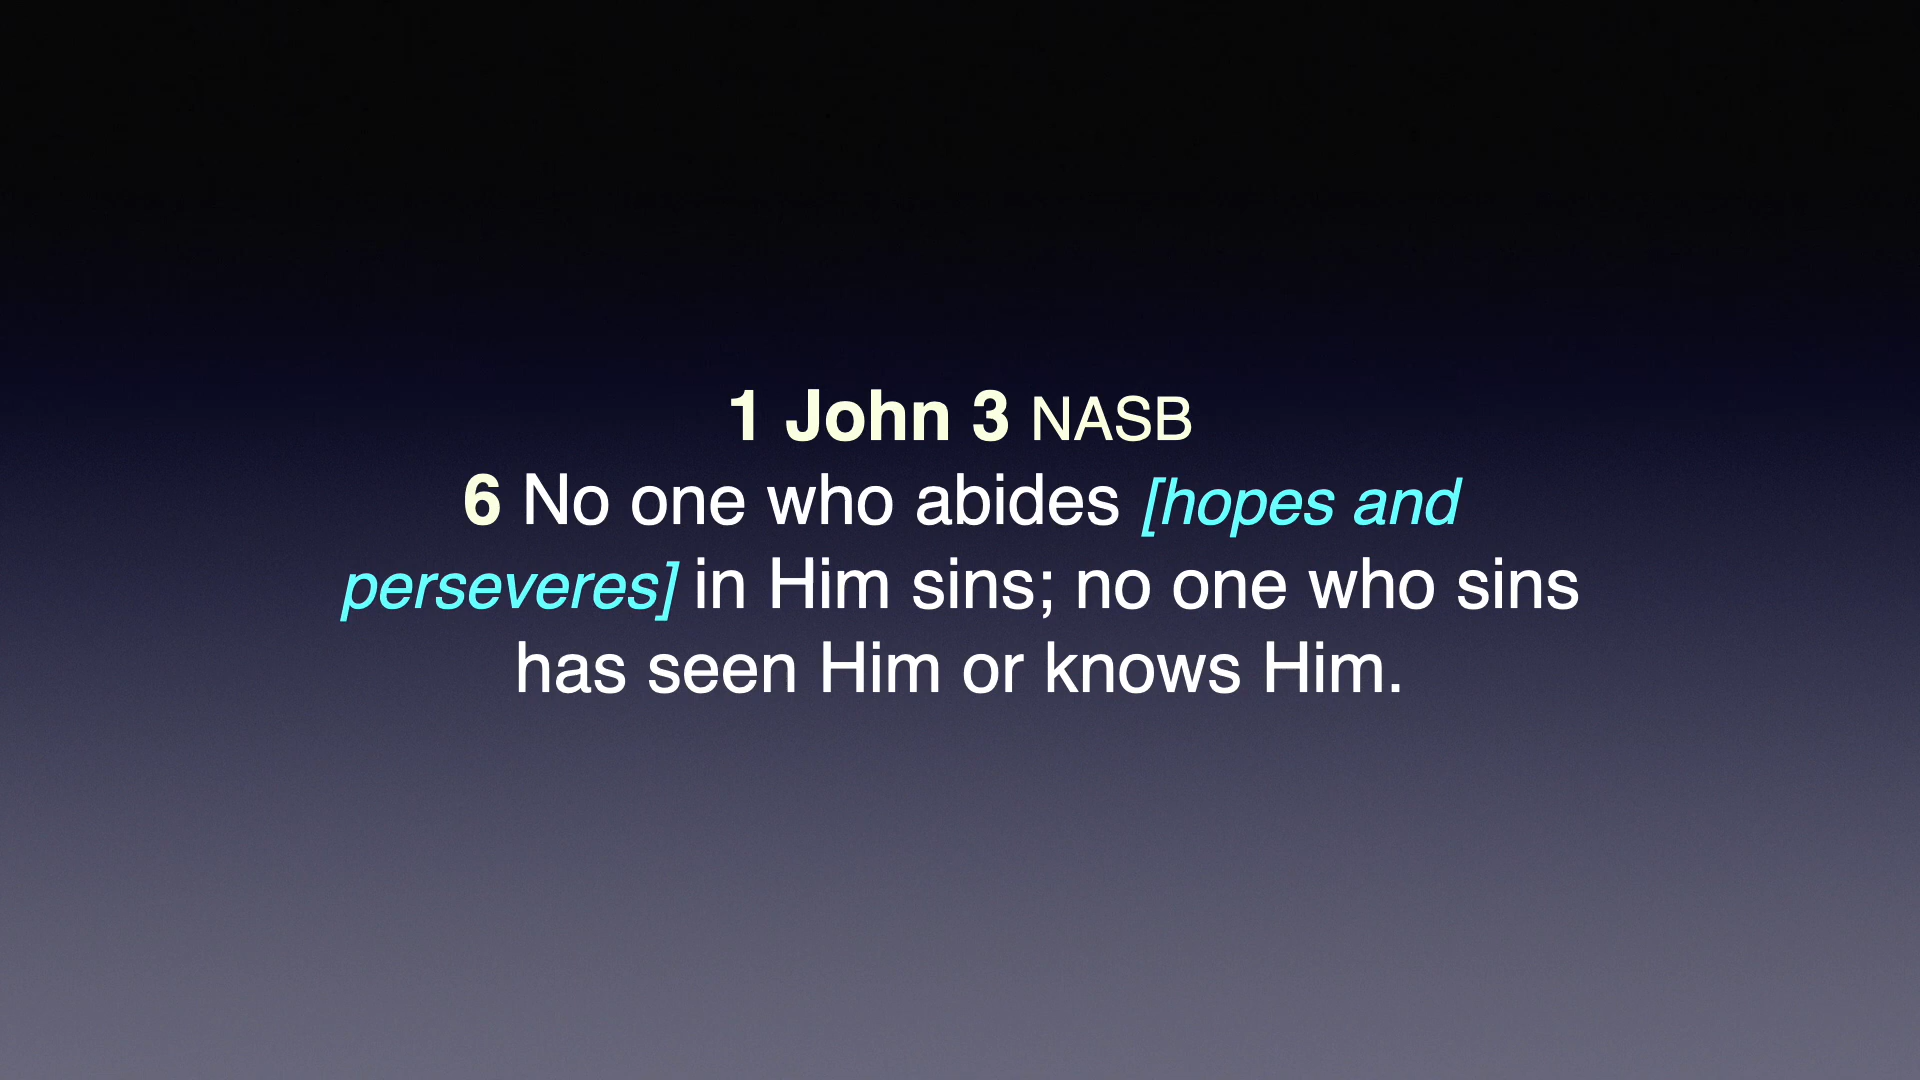 1 John 3 NASB
6 No one who abides [hopes and
perseveres] in Him sins; no one who sins
has seen Him or knows Him.